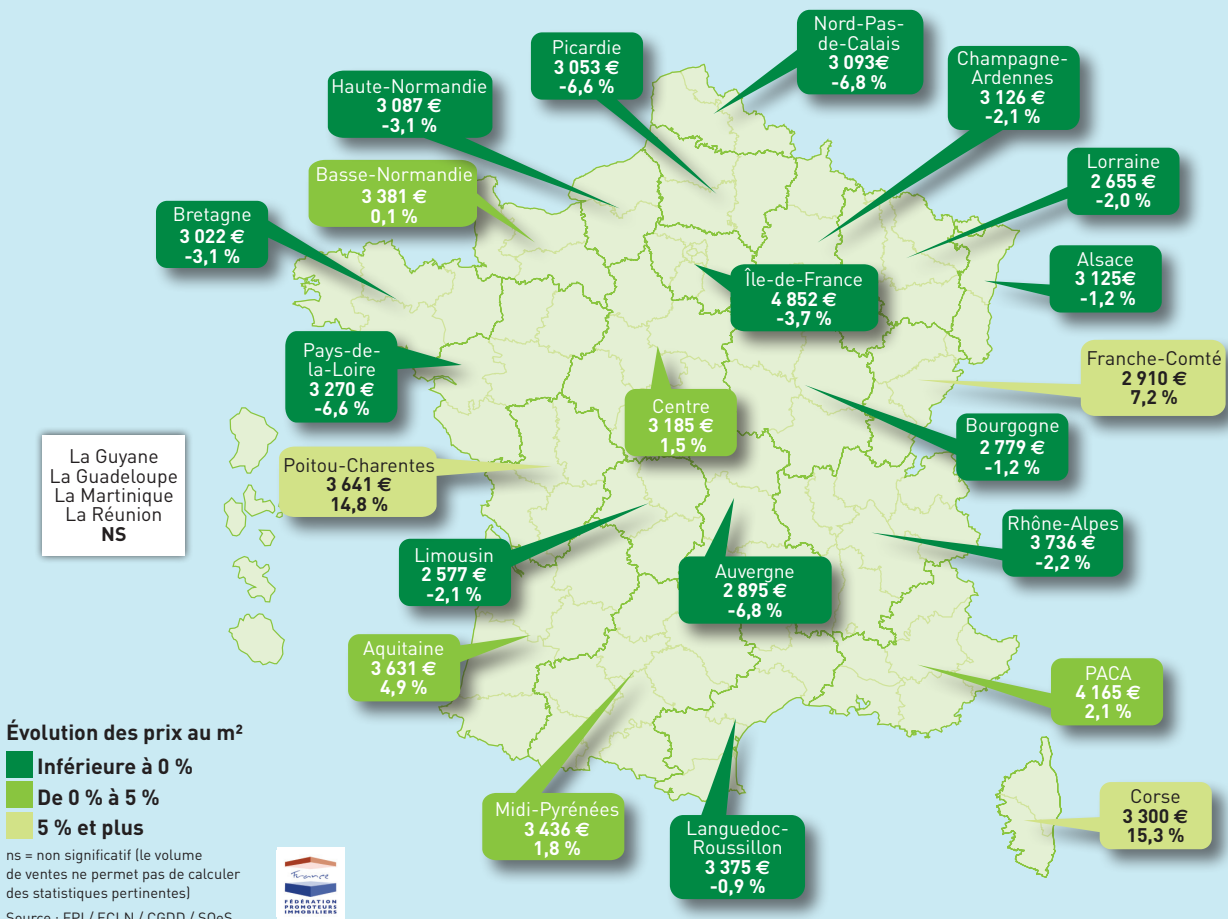 Nord-Pas-
de-Calais
3 093€
-6,8 %
Picardie
3 053 €
-6,6 %
Champagne-
Ardennes
3 126 €
-2,1 %
Haute-Normandie
3 087 €
-3,1 %
Lorraine
2 655 €
-2,0 %
Basse-Normandie
3 381 €
0,1 %
Bretagne
3 022 €
-3,1 %
Alsace
3 125€
-1,2 %
Île-de-France
4 852 €
-3,7 %
Pays-de-
la-Loire
3 270 €
-6,6 %
Franche-Comté
2 910 €
7,2 %
Centre
3 185 €
1,5 %
Bourgogne
2 779 €
-1,2 %
La Guyane
La Guadeloupe
La Martinique
La Réunion
NS
Poitou-Charentes
3 641 €
14,8 %
Rhône-Alpes
3 736 €
-2,2 %
Limousin
2 577 €
-2,1 %
Auvergne
2 895 €
-6,8 %
Aquitaine
3 631 €
4,9 %
PACA
4 165 €
2,1 %
Midi-Pyrénées
3 436 €
1,8 %
Languedoc-
Roussillon
3 375 €
-0,9 %
Corse
3 300 €
15,3 %
Évolution des prix au m²
Inférieure à 0 %
De 0 % à 5 %
5 % et plus
ns = non significatif (le volume
de ventes ne permet pas de calculer
des statistiques pertinentes)
Source : FPI / ECLN / CGDD / SOeS
France
FÉDÉRATION
PROMOTEURS
IMMOBILIERS